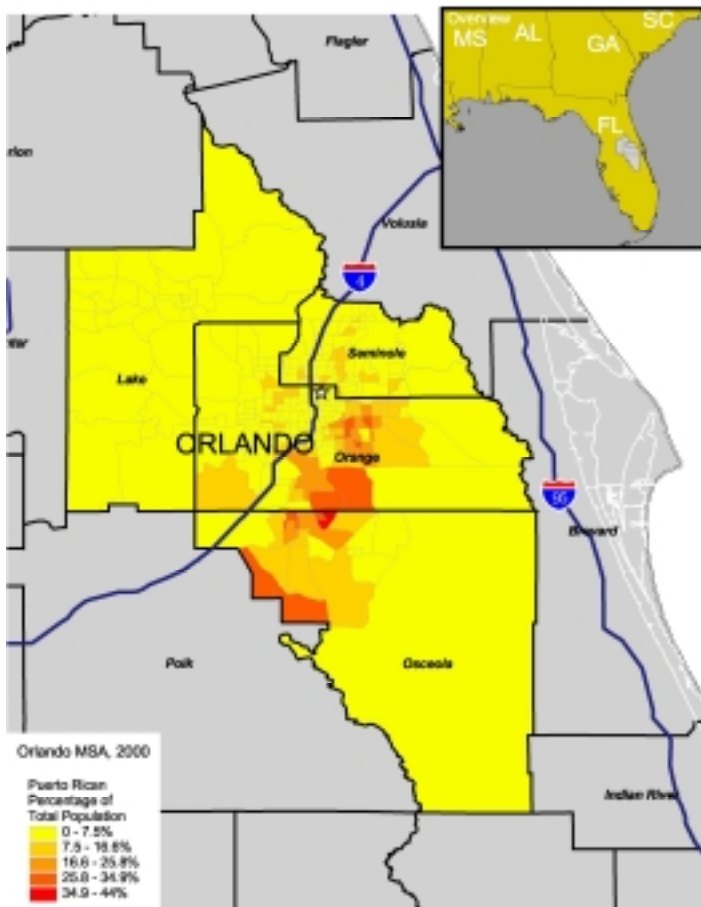 Overview
MS
AL
GA
SC
FL
Flagler
Volusia
4
Seminole
Lake
ORLANDO
Orange
95
Brevard
Polk
Osceola
Indian River
Orlando MSA, 2000
Puerto Rican
Percentage of
Total Population
0 - 7.5%
7.5 - 16.6%
16.6 - 25.8%
25.8 - 34.9%
34.9 - 44%